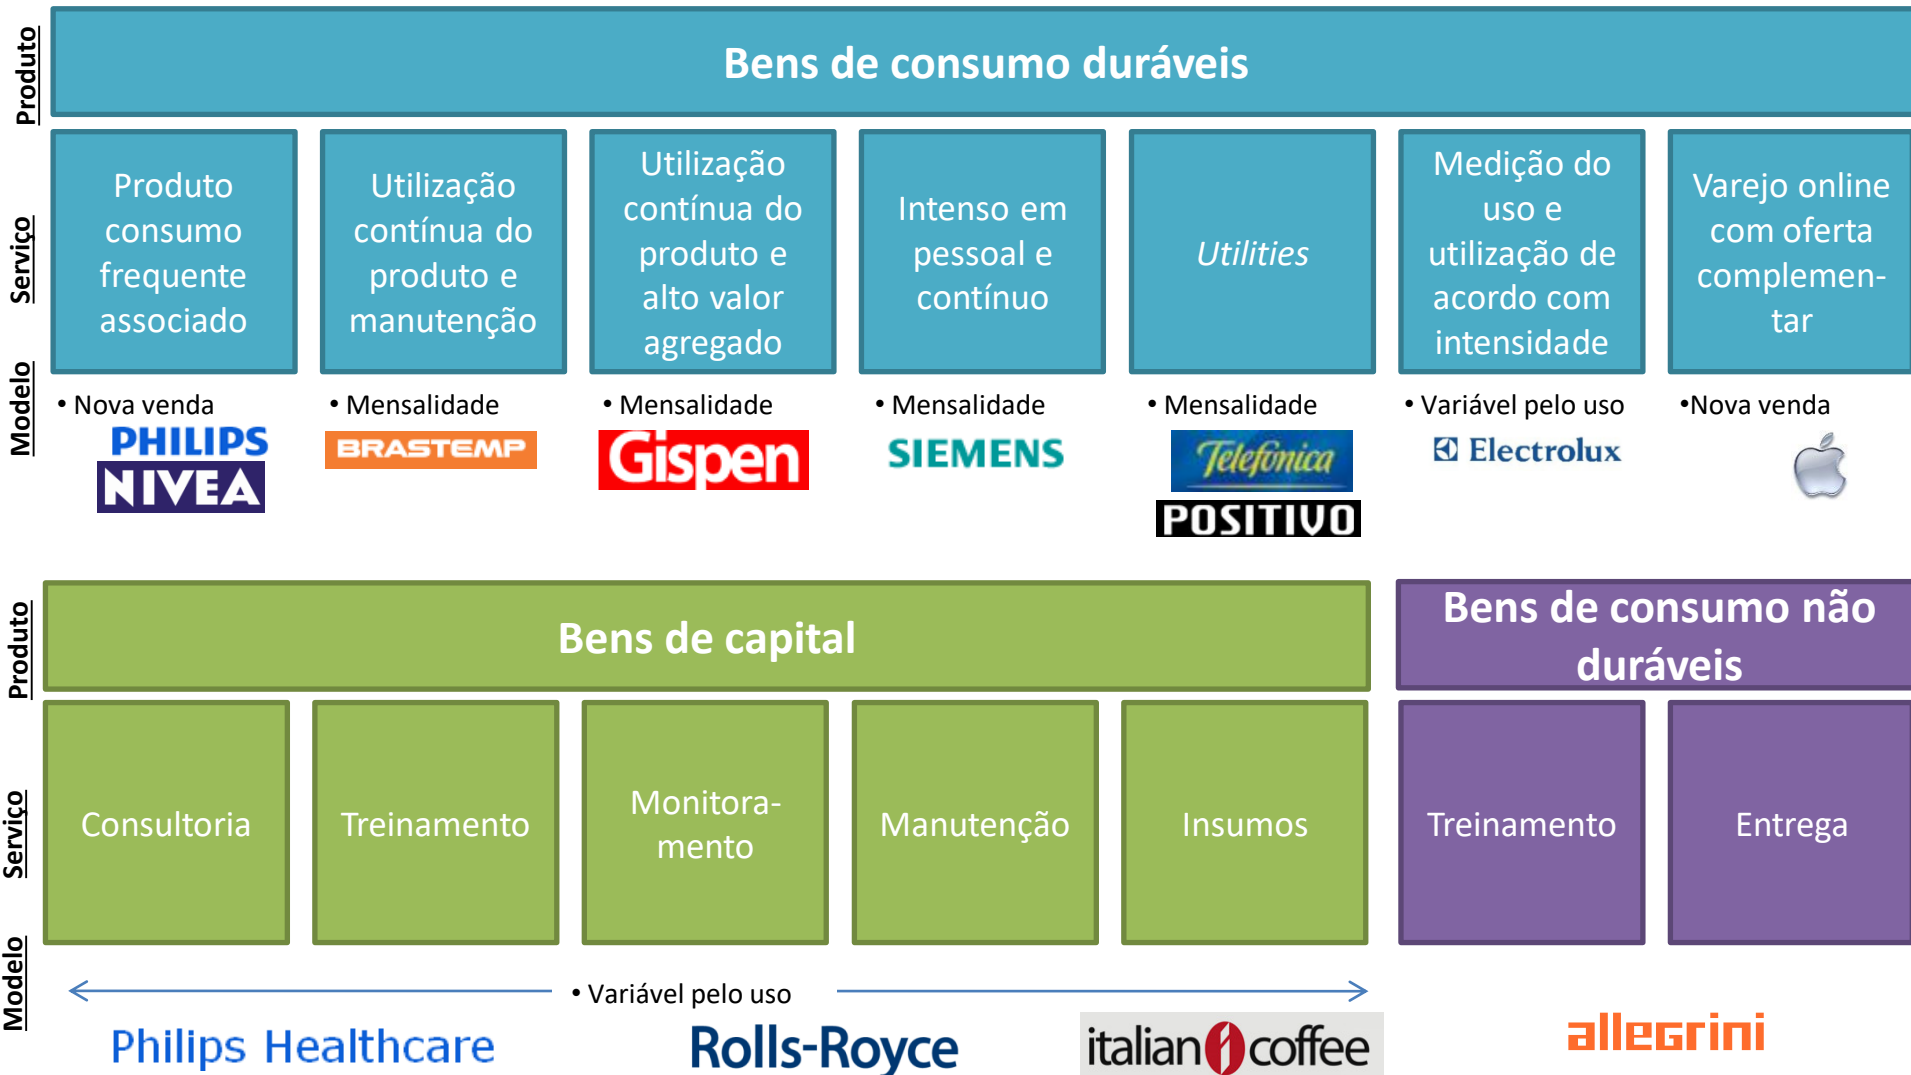 Produto
Bens de consumo duráveis
Serviço
Produto
consumo
frequente
associado
Utilização
contínua do
produto e
manutenção
Utilização
contínua do
produto e
alto valor
agregado
Intenso em
pessoal e
contínuo
Utilities
Medição do
uso e
utilização de
acordo com
intensidade
Varejo online
com oferta
complemen-
tar
Modelo
• Nova venda
PHILIPS
NIVEA
• Mensalidade
BRASTEMP
• Mensalidade
Gispen
• Mensalidade
SIEMENS
• Mensalidade
Telefónica
POSITIVO
• Variável pelo uso
Electrolux
•Nova venda
Produto
Bens de capital
Bens de consumo não
duráveis
Serviço
Consultoria
Treinamento
Monitora-
mento
Manutenção
Insumos
Treinamento
Entrega
Modelo
• Variável pelo uso
Philips Healthcare
Rolls-Royce
italian coffee
allegrini